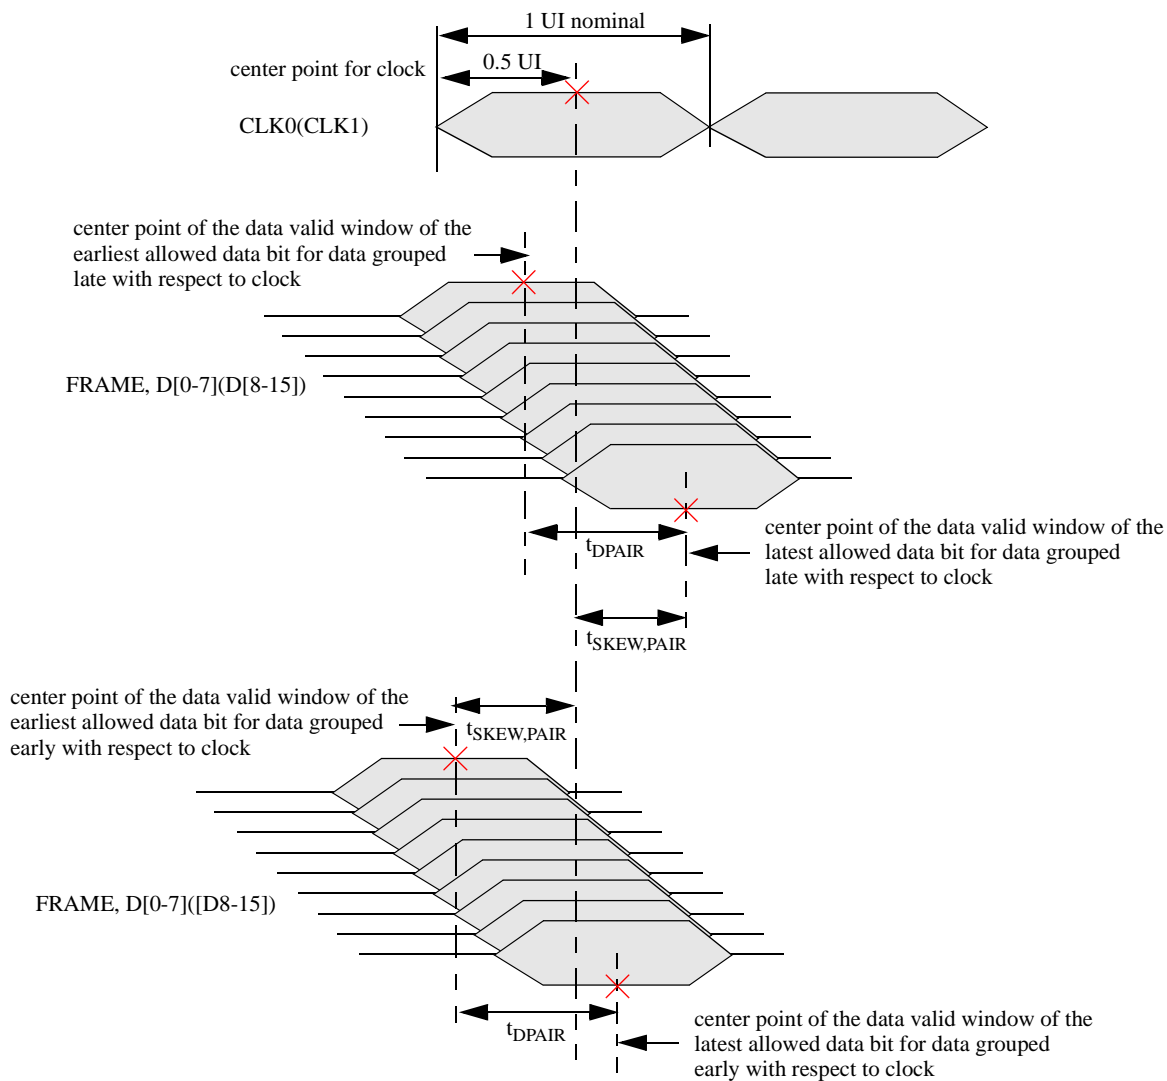 1 UI nominal
0.5 UI
center point for clock
CLK0(CLK1)
center point of the data valid window of the
earliest allowed data bit for data grouped
late with respect to clock
FRAME, D[0-7](D[8-15])
tDPAIR
center point of the data valid window of the
latest allowed data bit for data grouped
late with respect to clock
tSKEW,PAIR
center point of the data valid window of the
earliest allowed data bit for data grouped
early with respect to clock
tSKEW,PAIR
FRAME, D[0-7]([D8-15])
tDPAIR
center point of the data valid window of the
latest allowed data bit for data grouped
early with respect to clock